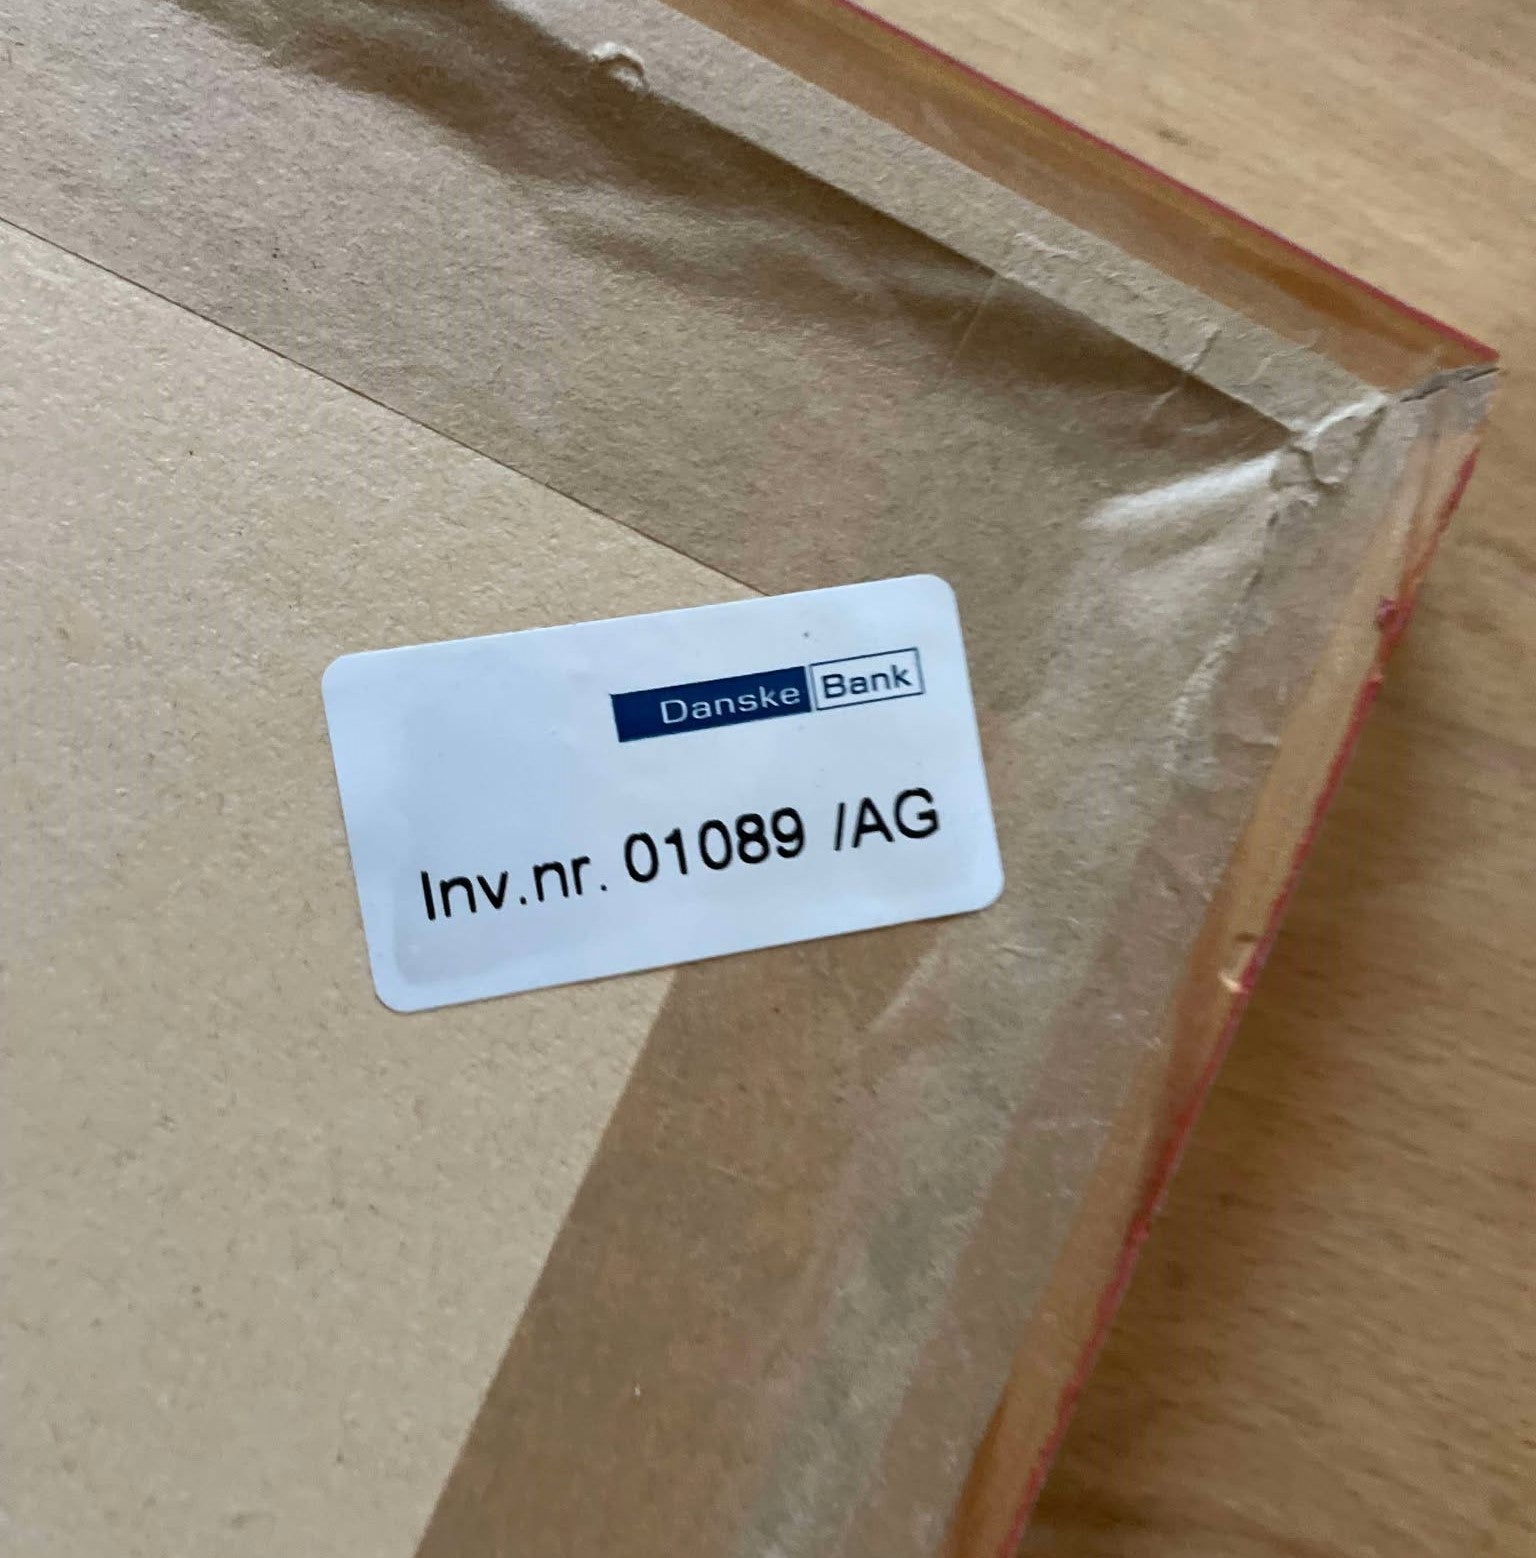 Danske Bank
Inv.nr. 01089 /AG